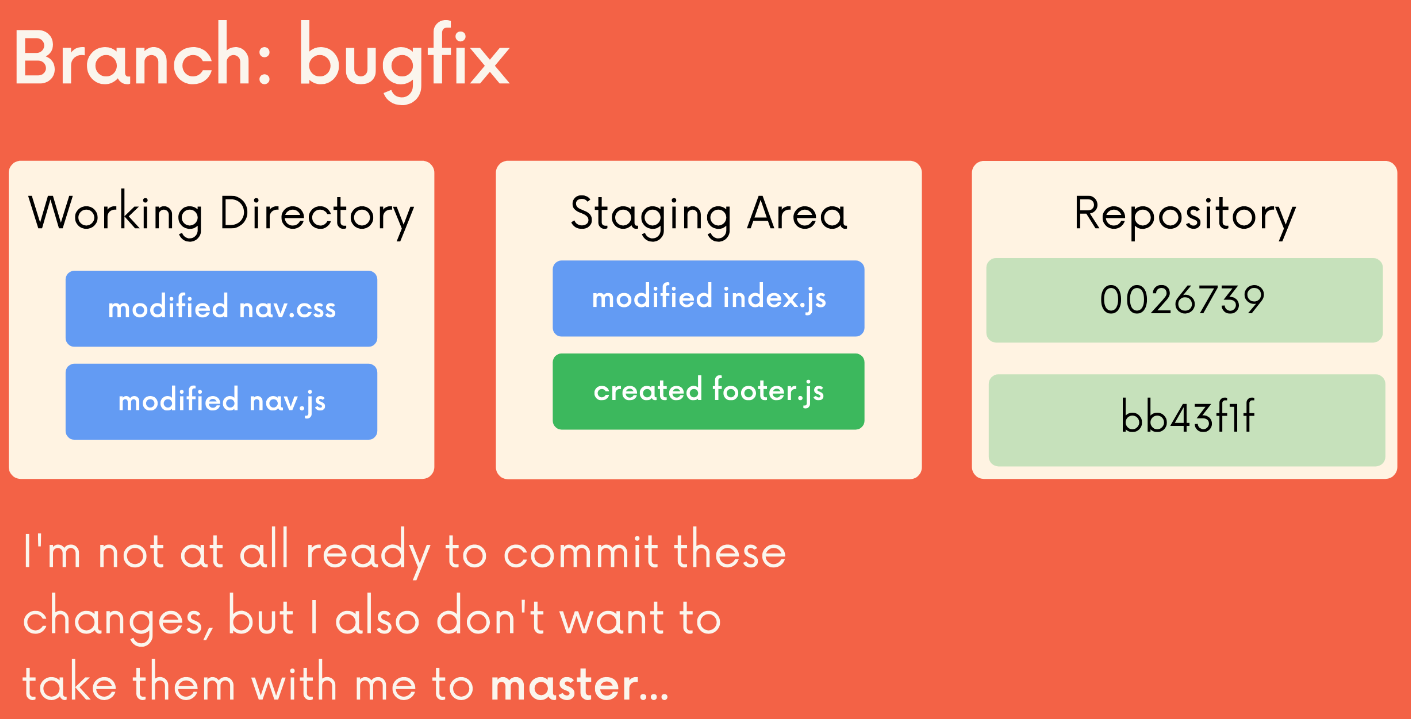 Branch: bugfix
Working Directory
modified nav.css
modified nav.js
Staging Area
modified index.js
created footer.js
Repository
0026739
bb43f1f
I'm not at all ready to commit these
changes, but I also don't want to
take them with me to master...